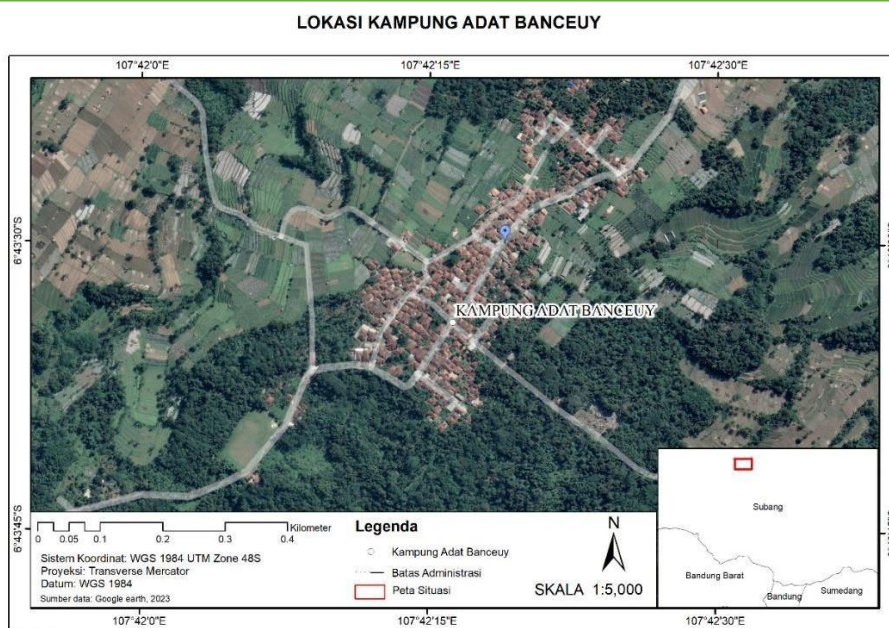 LOKASI KAMPUNG ADAT BANCEUY
107°42'0"E 107°42'15"E 107°42'30"E
6°43'30"S
KAMPUNG ADAT BANCEUY
6°43'45"S
0 0.05 0.1 0.2 0.3 0.4 Kilometer
Sistem Koordinat: WGS 1984 UTM Zone 48S
Proyeksi: Transverse Mercator
Datum: WGS 1984
Sumber data: Google earth, 2023
Legenda
Kampung Adat Banceuy
Batas Administrasi
Peta Situasi
N
SKALA 1:5,000
Subang
Bandung Barat
Bandung
Sumedang
107°42'0"E 107°42'15"E 107°42'30"E